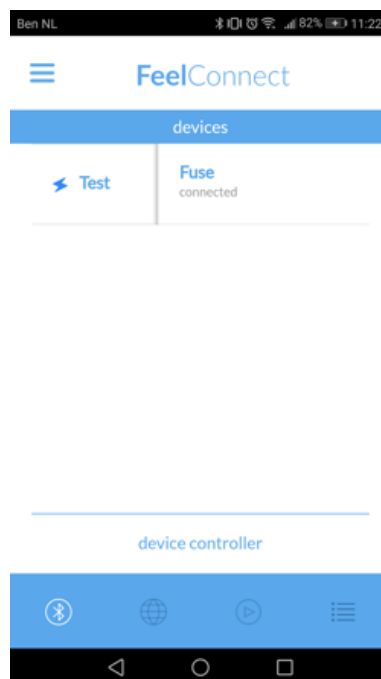 Ben NL 82% 11:22
FeelConnect
devices
Test
Fuse
connected
device controller